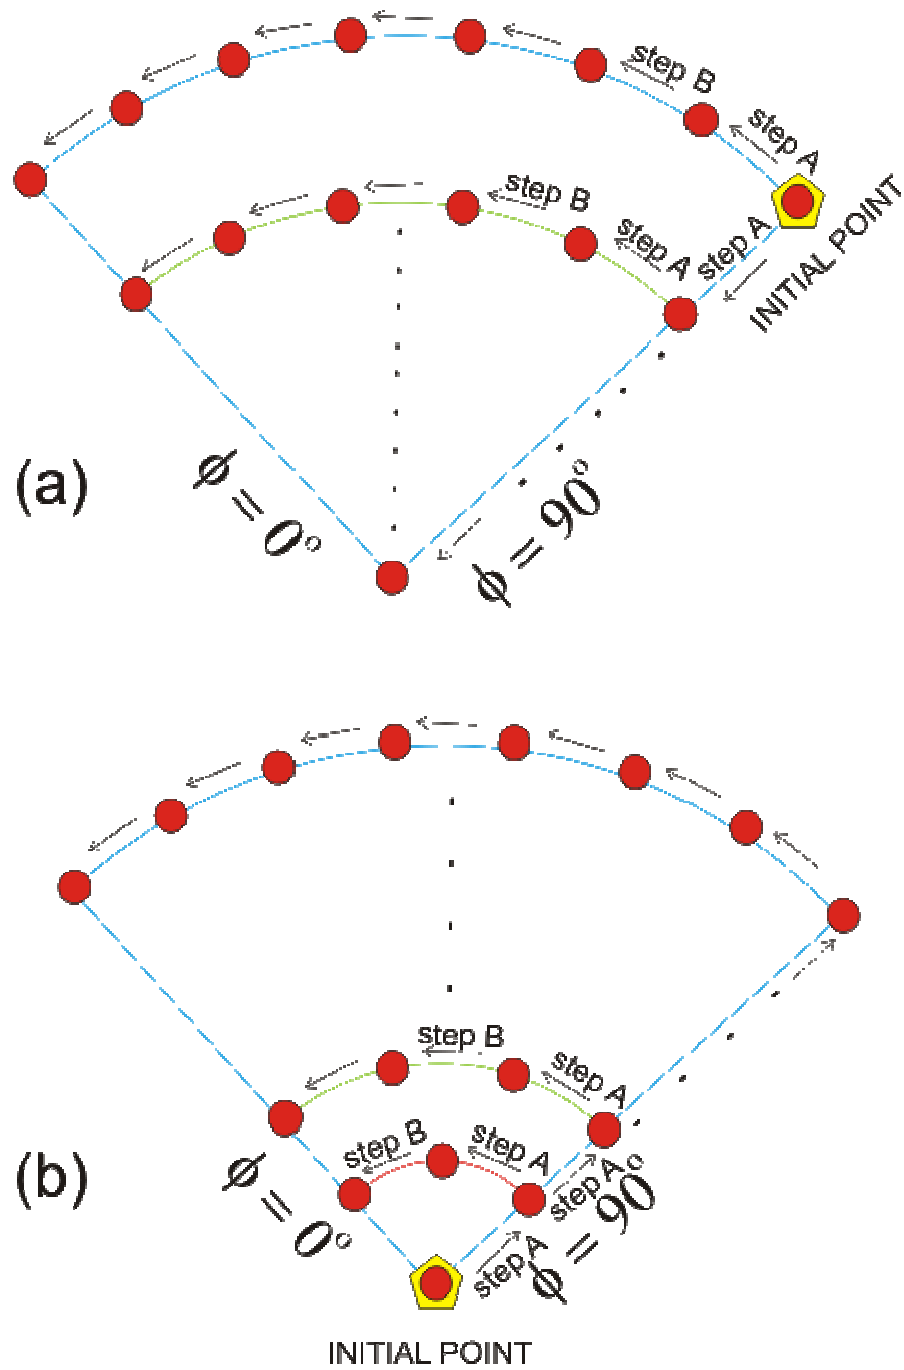 step B
step A
step B
step A
step A
INITIAL POINT
(a)
ϕ = 0°
ϕ = 90°
step B
step A
step B
step A
step A
(b)
ϕ = 0°
ϕ = 90°
step A
INITIAL POINT